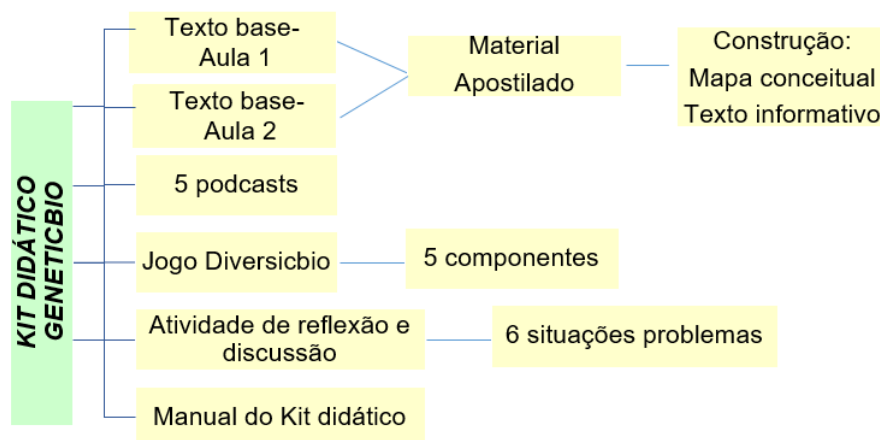 KIT DIDÁTICO
GENETICBIO
Texto base-
Aula 1
Texto base-
Aula 2
Material
Apostilado
Construção:
Mapa conceitual
Texto informativo
5 podcasts
Jogo Diversicbio
5 componentes
Atividade de reflexão e
discussão
6 situações problemas
Manual do Kit didático